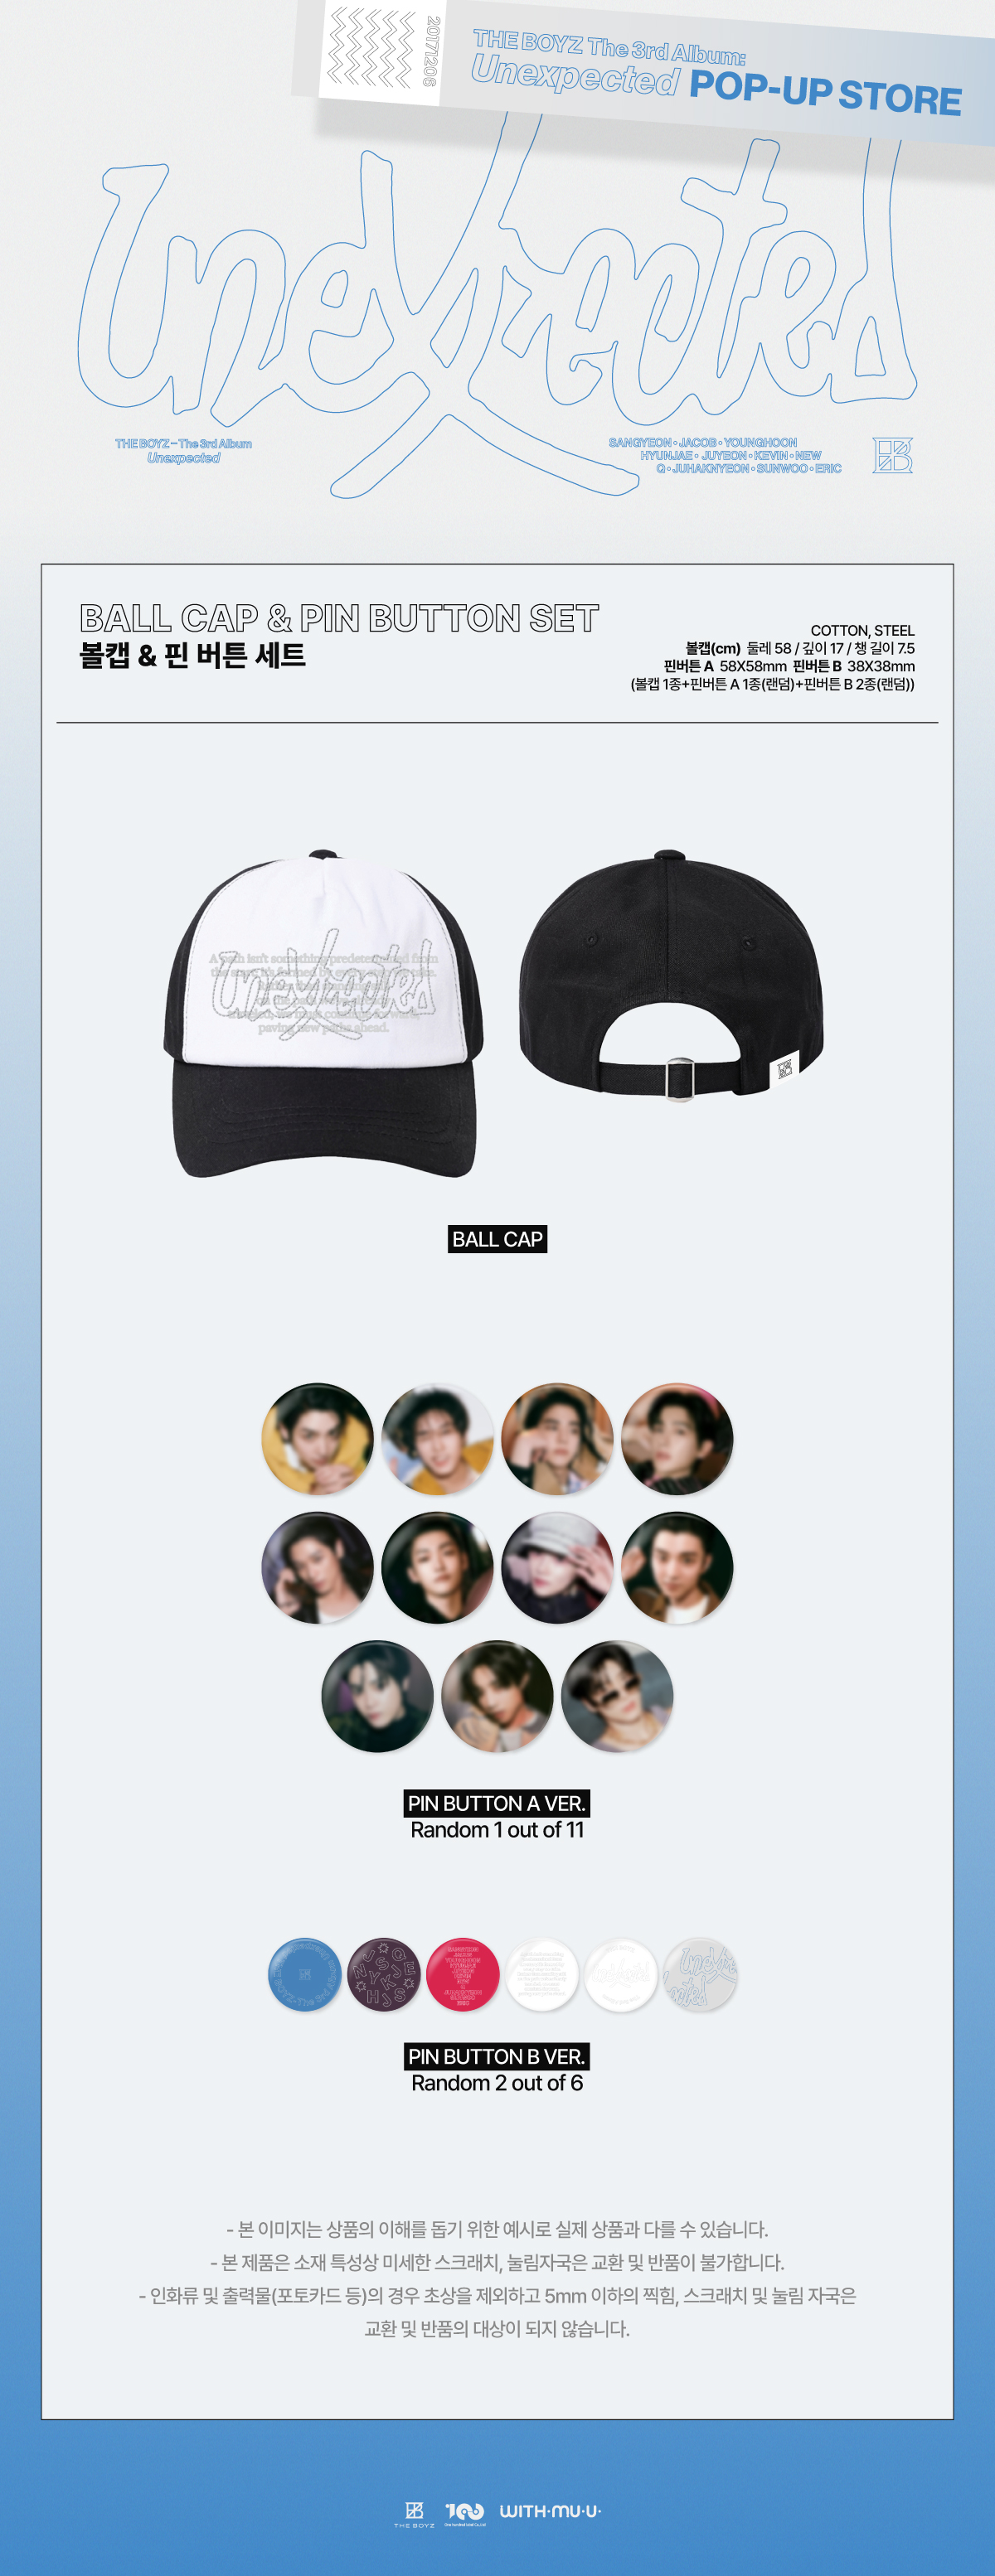 20171206
THE BOYZ The 3rd Album:
Unexpected POP-UP STORE
Unexpected
THE BOYZ – The 3rd Album
Unexpected
SANGYEON • JACOB • YOUNGHOON
HYUNJAE • JUYEON • KEVIN • NEW
Q • JUHAKNYEON • SUNWOO • ERIC
BALL CAP & PIN BUTTON SET
볼캡 & 핀 버튼 세트
COTTON, STEEL
볼캡(cm) 둘레 58 / 깊이 17 / 챙 길이 7.5
핀버튼 A 58X58mm 핀버튼 B 38X38mm
(볼캡 1종+핀버튼 A 1종(랜덤)+핀버튼 B 2종(랜덤))
A path isn't something predetermined from
Unexpected
paving new paths ahead.
BALL CAP
PIN BUTTON A VER.
Random 1 out of 11
PIN BUTTON B VER.
Random 2 out of 6
- 본 이미지는 상품의 이해를 돕기 위한 예시로 실제 상품과 다를 수 있습니다.
- 본 제품은 소재 특성상 미세한 스크래치, 눌림자국은 교환 및 반품이 불가합니다.
- 인화류 및 출력물(포토카드 등)의 경우 초상을 제외하고 5mm 이하의 찍힘, 스크래치 및 눌림 자국은
교환 및 반품의 대상이 되지 않습니다.
THE BOYZ
WITH·MU·U·